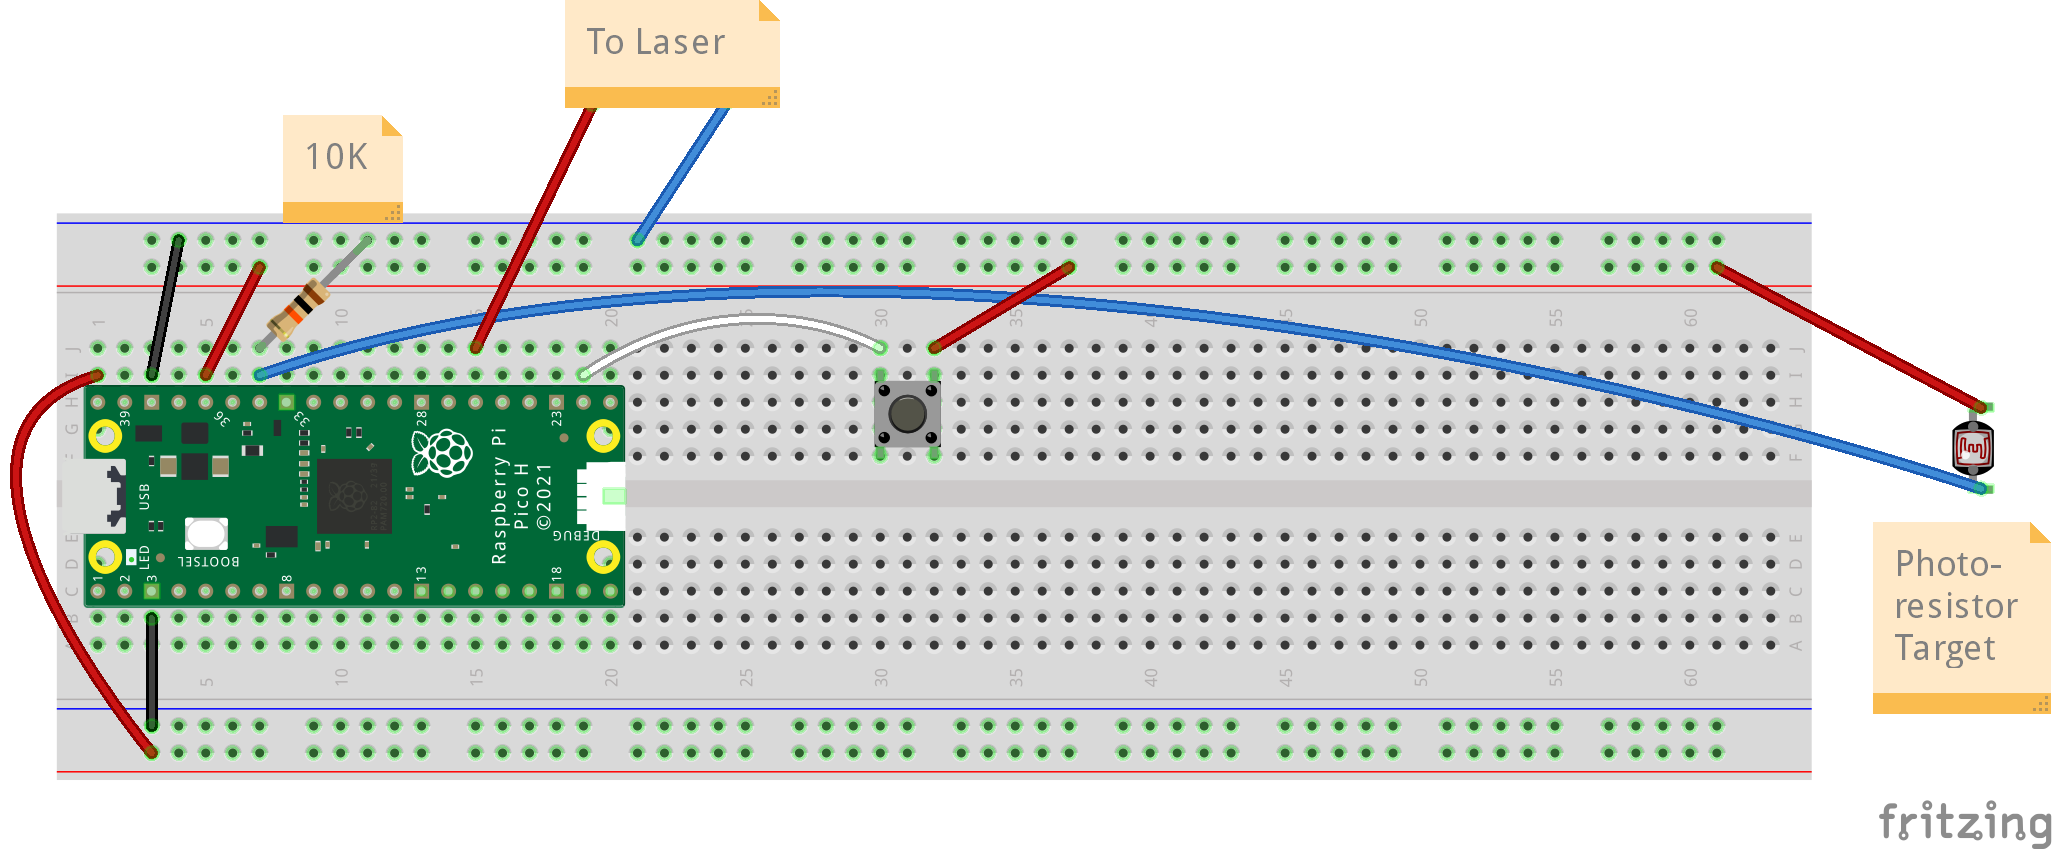 To Laser
10K
1 5 10 15 20 25 30 35 40 45 50 55 60
J J
I I
H H
G G
F F
39 36 33 28 23
USB
LED
BOOTSEL
Raspberry Pi
Pico H
©2021
DEBUG
1 2 3 8 13 18
E E
D D
C C
B B
A
5 10 15 20 25 30 35 40 45 50 55 60
Photo-
resistor
Target
fritzing